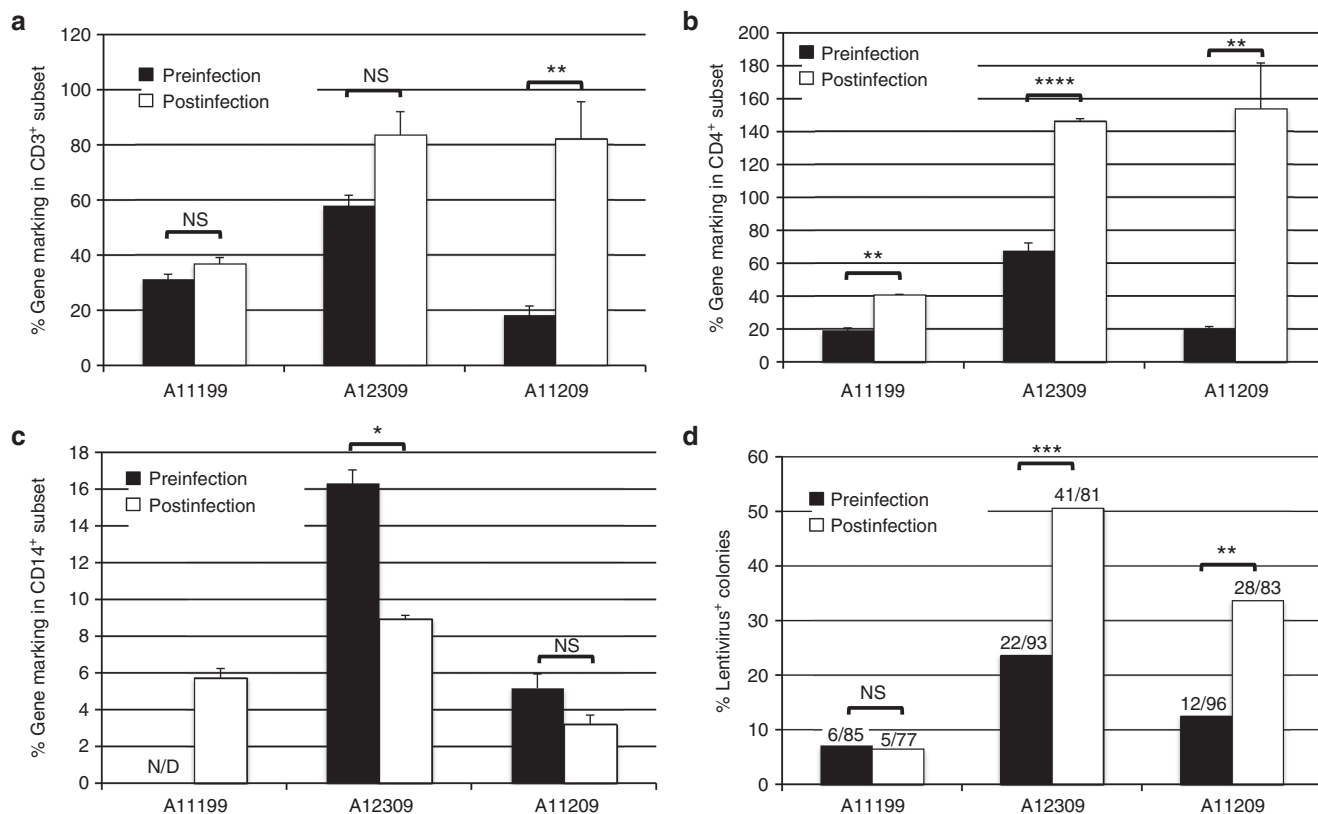 a
% Gene marking in CD3+ subset
120
100
80
60
40
20
0
Preinfection
Postinfection
NS
NS
**
A11199
A12309
A11209
b
% Gene marking in CD4+ subset
200
180
160
140
120
100
80
60
40
20
0
Preinfection
Postinfection
**
****
**
A11199
A12309
A11209
c
% Gene marking in CD14+ subset
18
16
14
12
10
8
6
4
2
0
Preinfection
Postinfection
N/D
*
NS
A11199
A12309
A11209
d
% Lentivirus+ colonies
60
50
40
30
20
10
0
Preinfection
Postinfection
NS
6/85
5/77
***
22/93
41/81
**
12/96
28/83
A11199
A12309
A11209